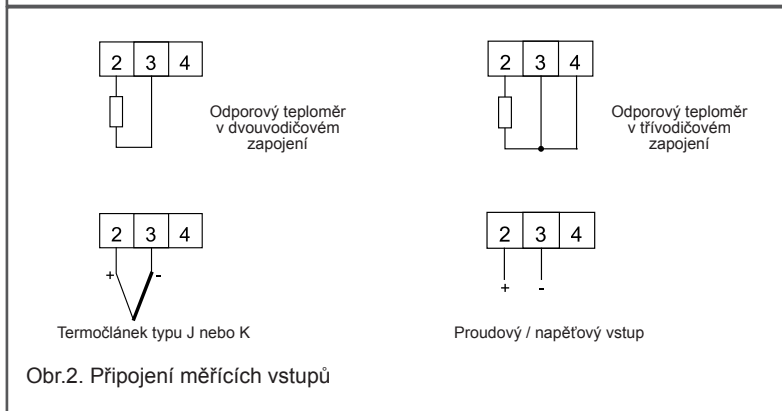 2 3 4
Odporový teploměr
v dvouvodičovém
zapojení
2 3 4
Odporový teploměr
v třívodičovém
zapojení
2 3 4
+ -
Termočlánek typu J nebo K
2 3 4
+ -
Proudový / napěťový vstup
Obr.2. Připojení měřících vstupů